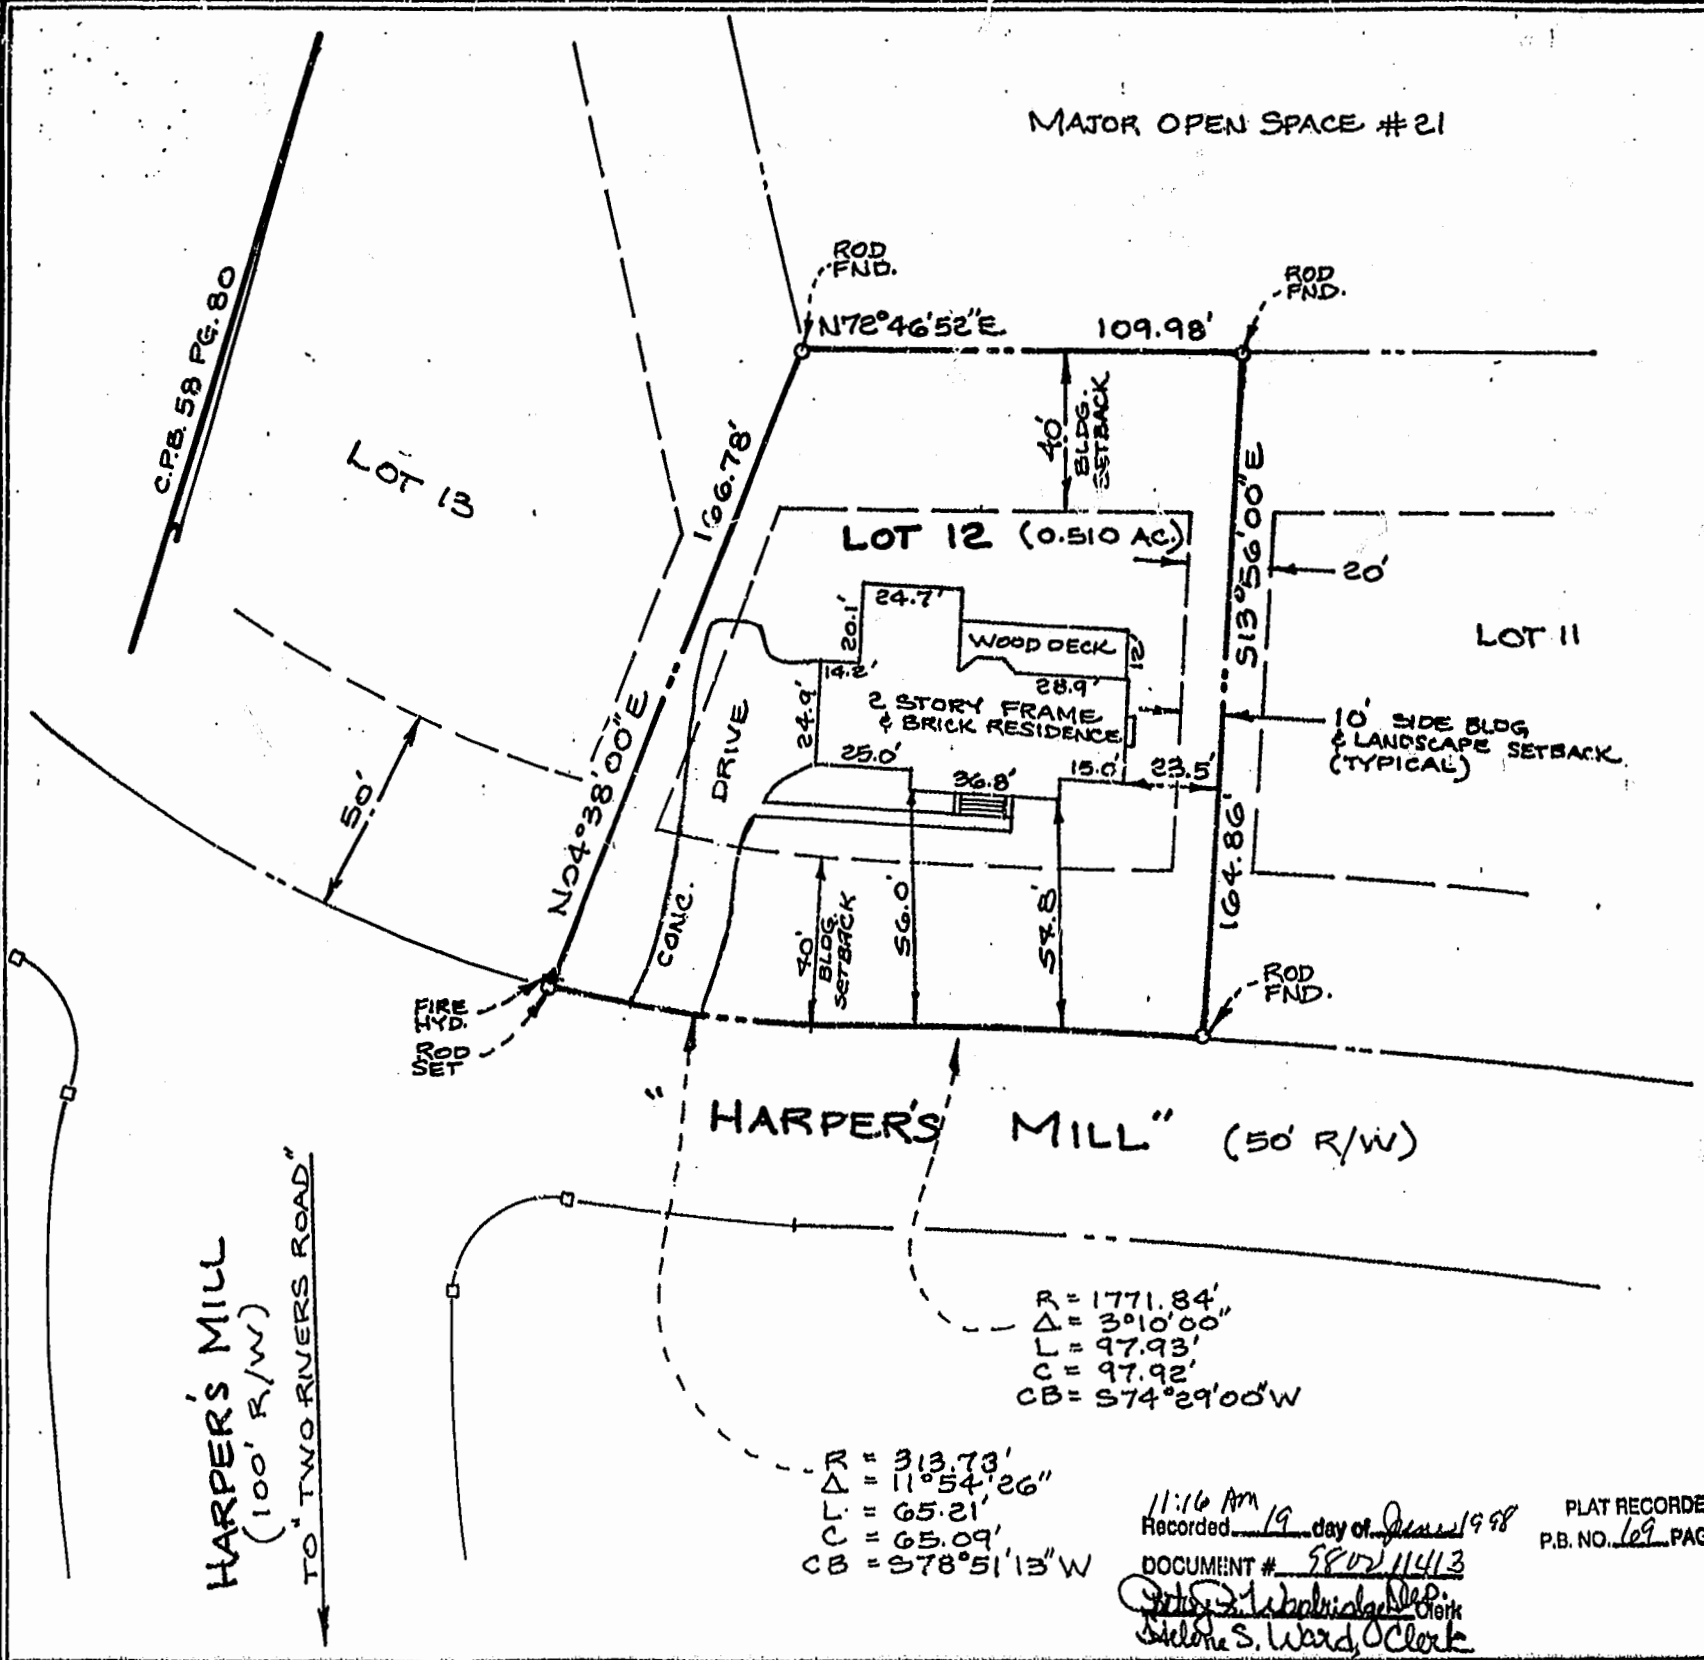 MAJOR OPEN SPACE #21
ROD
FND.
ROD
FND.
N72°46'52"E
109.98'
C.P.B. 58 PG. 80
LOT 13
166.78'
N04°38'00"E
40'
BLDG.
SETBACK
S13°56'00"E
164.86'
LOT 12 (0.510 AC.)
20'
LOT 11
24.7'
20.1'
WOOD DECK
12'
14.2'
28.9'
24.9'
2 STORY FRAME
& BRICK RESIDENCE
25.0'
36.8'
15.0'
23.5'
10' SIDE BLDG
& LANDSCAPE SETBACK
(TYPICAL)
DRIVE
CONC.
50'
40'
BLDG.
SETBACK
56.0'
54.8'
ROD
FND.
FIRE
HYD.
ROD
SET
"HARPER'S MILL" (50' R/W)
HARPER'S MILL
(100' R/W)
TO "TWO RIVERS ROAD"
R = 1771.84'
Δ = 3°10'00"
L = 97.93'
C = 97.92'
CB = S74°29'00"W
R = 313.73'
Δ = 11°54'26"
L = 65.21'
C = 65.09'
CB = S78°51'13"W
11:16 AM
Recorded 19 day of 1998
DOCUMENT #
Clerk
S. Ward, Clerk
PLAT RECORDE
P.B. NO. 69 PAG